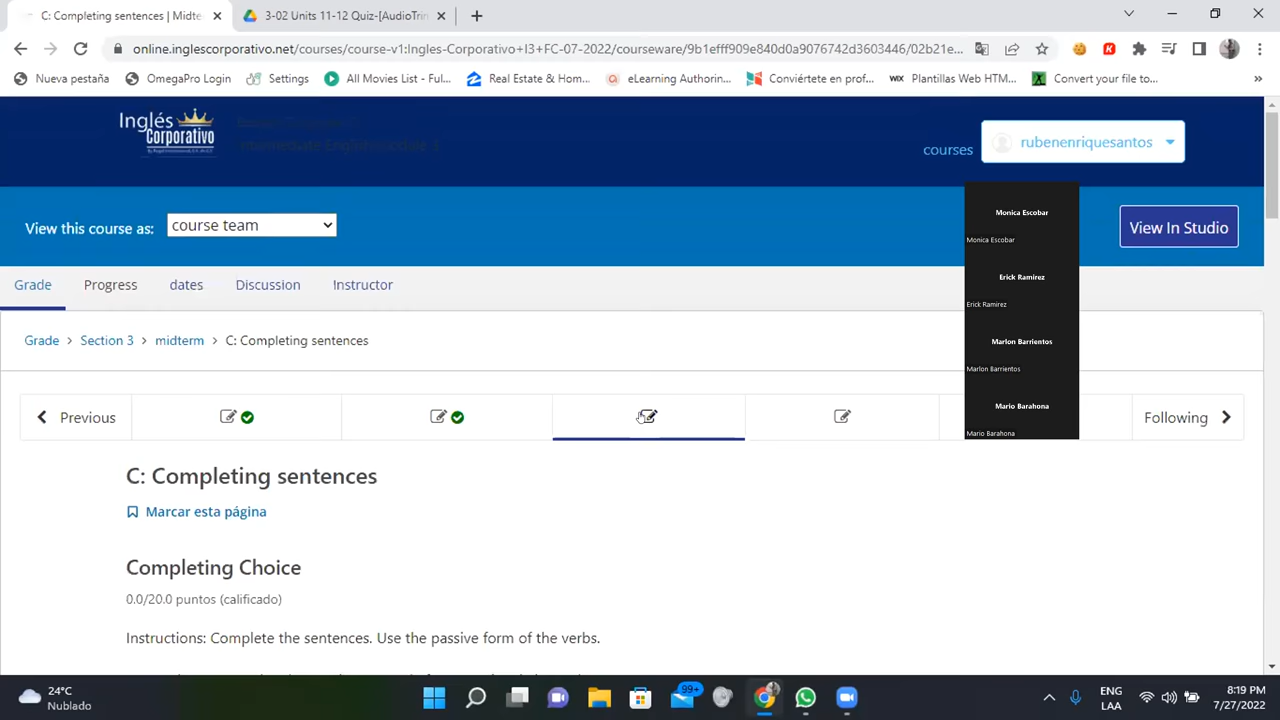 C: Completing sentences | Midte
3-02 Units 11-12 Quiz-[AudioTrin
online.inglescorporativo.net/courses/course-v1:Ingles-Corporativo+I3+FC-07-2022/courseware/9b1efff909e840d0a9076742d3603446/02b21e...
Nueva pestaña
OmegaPro Login
Settings
All Movies List - Ful...
Real Estate & Hom...
eLearning Authorin...
Conviértete en prof...
WIX Plantillas Web HTM...
Convert your file to...
Inglés
Corporativo
courses
rubenenriquesantos
View this course as:
course team
View In Studio
Monica Escobar
Monica Escobar
Erick Ramirez
Erick Ramirez
Marlon Barrientos
Marlon Barrientos
Mario Barahona
Mario Barahona
Grade
Progress
dates
Discussion
Instructor
Grade > Section 3 > midterm > C: Completing sentences
Previous
Following
C: Completing sentences
Marcar esta página
Completing Choice
0.0/20.0 puntos (calificado)
Instructions: Complete the sentences. Use the passive form of the verbs.
24°C
Nublado
99+
ENG
LAA
8:19 PM
7/27/2022